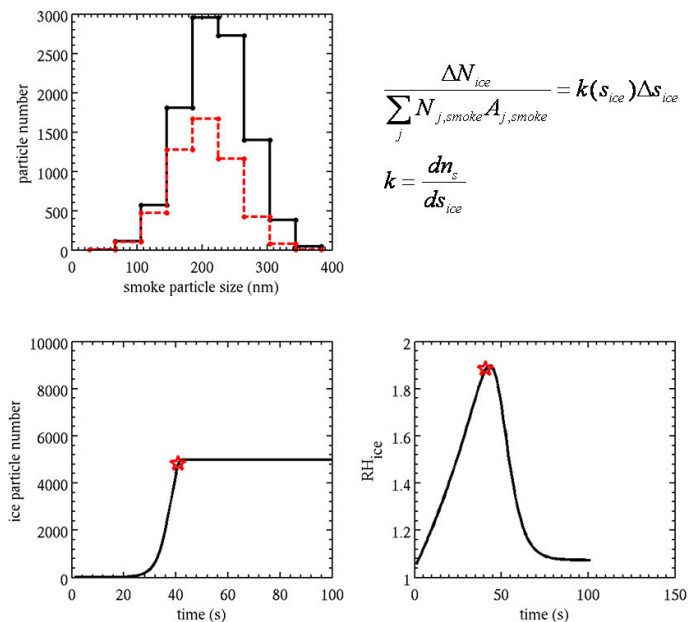 3000
2500
2000
1500
1000
500
0
particle number
0 100 200 300 400
smoke particle size (nm)
ΔN_ice
∑_j N_{j,smoke} A_{j,smoke} = k(s_ice)Δs_ice
k = dn_s
ds_ice
10000
8000
6000
4000
2000
0
ice particle number
0 20 40 60 80 100
time (s)
2
1.8
1.6
1.4
1.2
1
RH_ice
0 50 100 150
time (s)